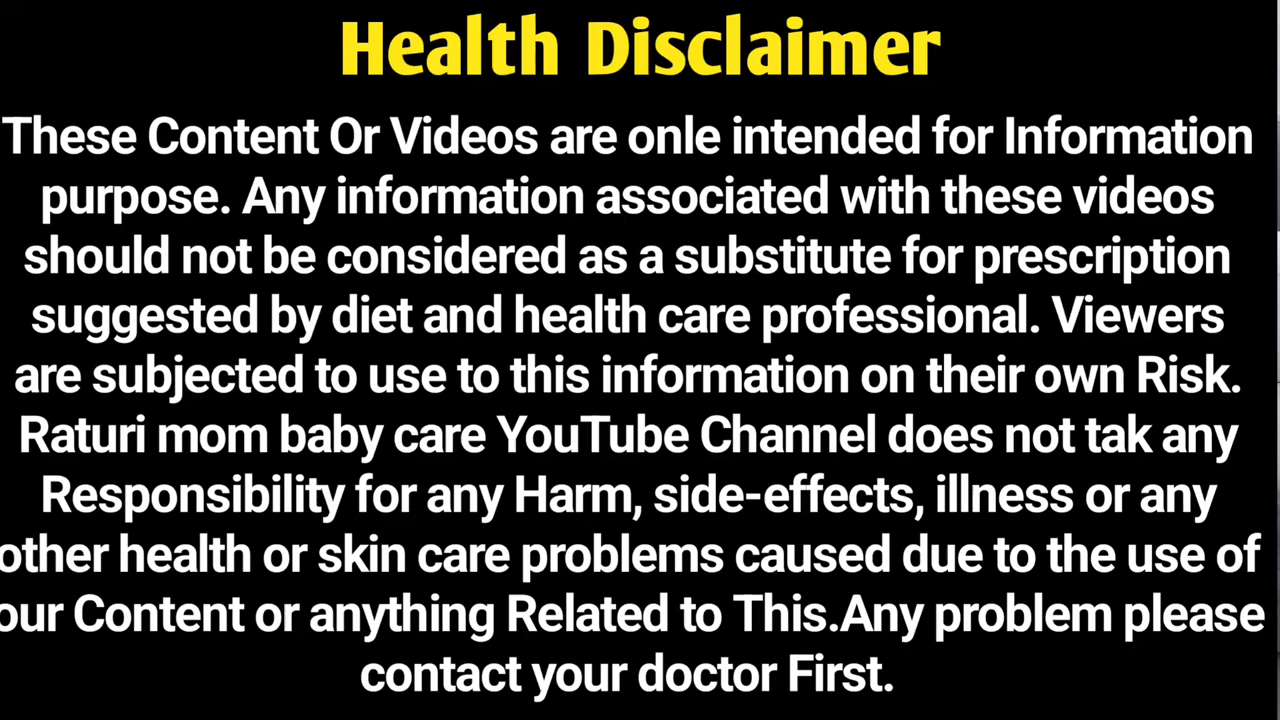 Health Disclaimer
These Content Or Videos are onle intended for Information
purpose. Any information associated with these videos
should not be considered as a substitute for prescription
suggested by diet and health care professional. Viewers
are subjected to use to this information on their own Risk.
Raturi mom baby care YouTube Channel does not tak any
Responsibility for any Harm, side-effects, illness or any
other health or skin care problems caused due to the use of
our Content or anything Related to This.Any problem please
contact your doctor First.